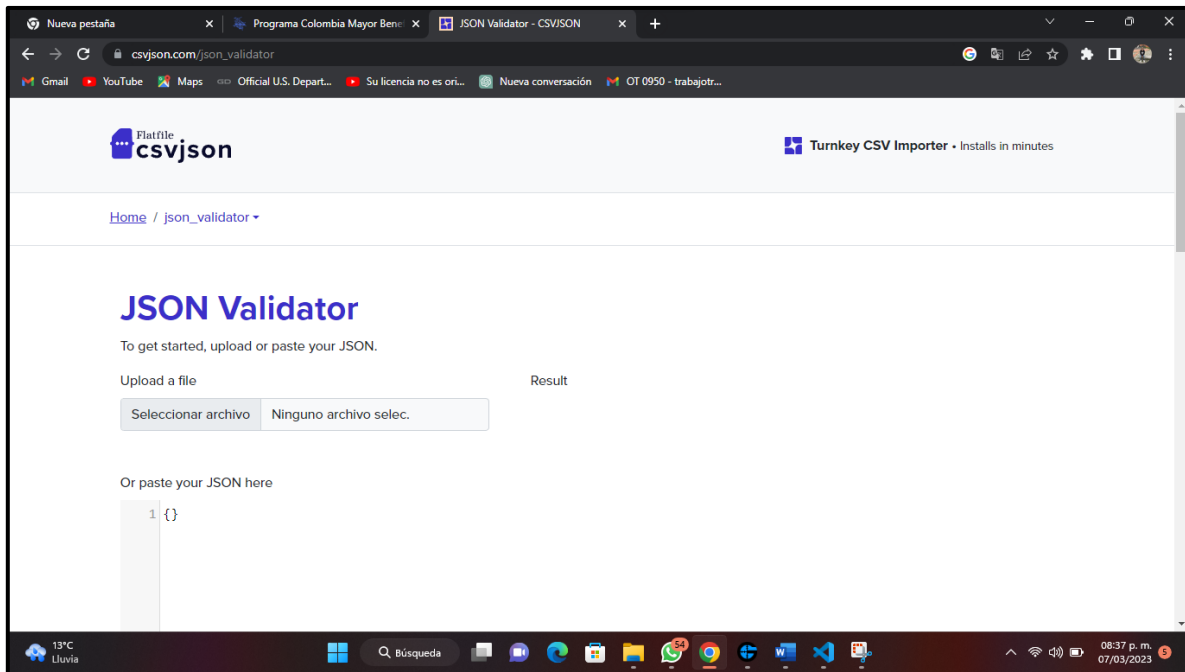 Nueva pestaña
Programa Colombia Mayor Bene
JSON Validator - CSVJSON
csvjson.com/json_validator
Gmail YouTube Maps Official U.S. Depart... Su licencia no es ori... Nueva conversación OT 0950 - trabajotr...
Flatfile
csvjson
Turnkey CSV Importer • Installs in minutes
Home / json_validator
JSON Validator
To get started, upload or paste your JSON.
Upload a file
Result
Seleccionar archivo Ninguno archivo selec.
Or paste your JSON here
1 {}
13°C
Lluvia
Búsqueda
54
08:37 p. m.
07/03/2023
5